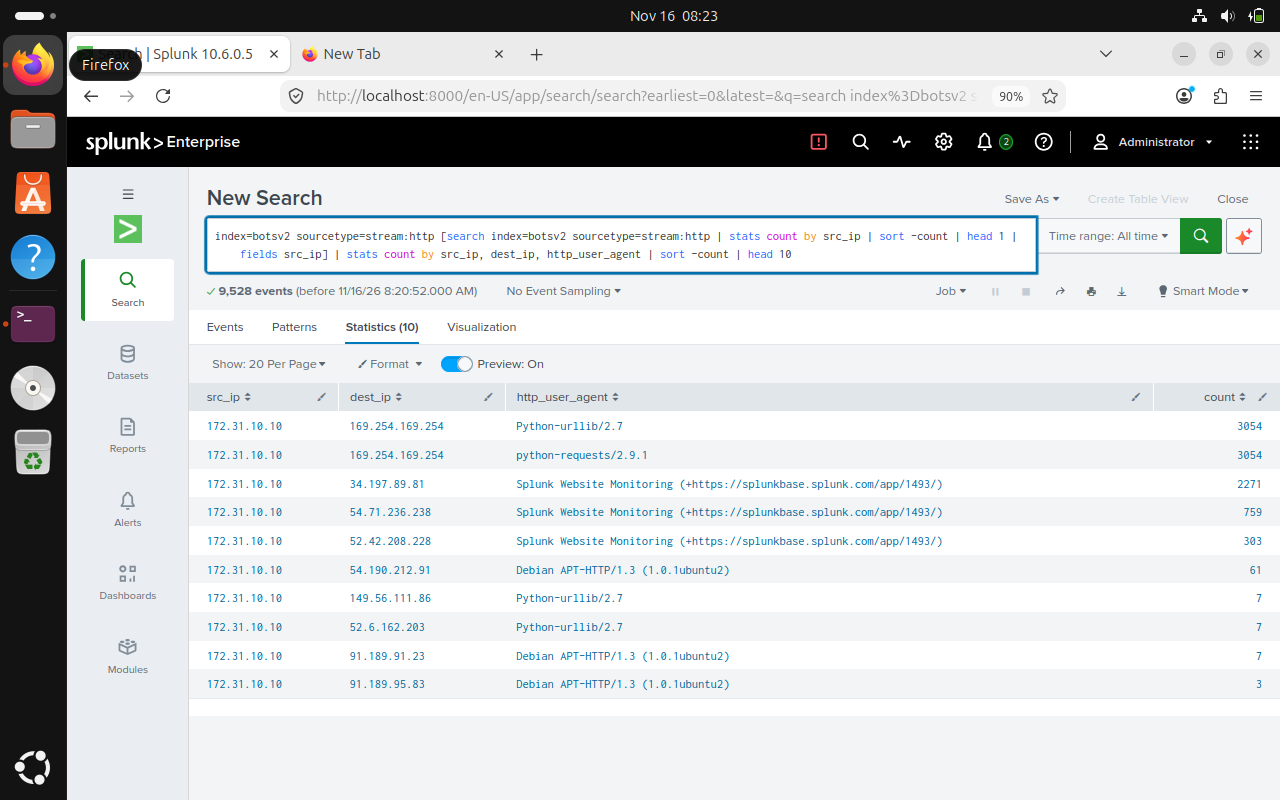 Nov 16 08:23
Search | Splunk 10.6.0.5
New Tab
Firefox
http://localhost:8000/en-US/app/search/search?earliest=0&latest=&q=search index%3Dbotsv2 s
90%
splunk> Enterprise
2
Administrator
New Search
Save As
Create Table View
Close
index=botsv2 sourcetype=stream:http [search index=botsv2 sourcetype=stream:http | stats count by src_ip | sort -count | head 1 |
fields src_ip] | stats count by src_ip, dest_ip, http_user_agent | sort -count | head 10
Time range: All time
9,528 events (before 11/16/26 8:20:52.000 AM)
No Event Sampling
Job
Smart Mode
Search
Datasets
Reports
Alerts
Dashboards
Modules
Events
Patterns
Statistics (10)
Visualization
Show: 20 Per Page
Format
Preview: On
src_ip dest_ip http_user_agent count
172.31.10.10 169.254.169.254 Python-urllib/2.7 3054
172.31.10.10 169.254.169.254 python-requests/2.9.1 3054
172.31.10.10 34.197.89.81 Splunk Website Monitoring (+https://splunkbase.splunk.com/app/1493/) 2271
172.31.10.10 54.71.236.238 Splunk Website Monitoring (+https://splunkbase.splunk.com/app/1493/) 759
172.31.10.10 52.42.208.228 Splunk Website Monitoring (+https://splunkbase.splunk.com/app/1493/) 303
172.31.10.10 54.190.212.91 Debian APT-HTTP/1.3 (1.0.1ubuntu2) 61
172.31.10.10 149.56.111.86 Python-urllib/2.7 7
172.31.10.10 52.6.162.203 Python-urllib/2.7 7
172.31.10.10 91.189.91.23 Debian APT-HTTP/1.3 (1.0.1ubuntu2) 7
172.31.10.10 91.189.95.83 Debian APT-HTTP/1.3 (1.0.1ubuntu2) 3